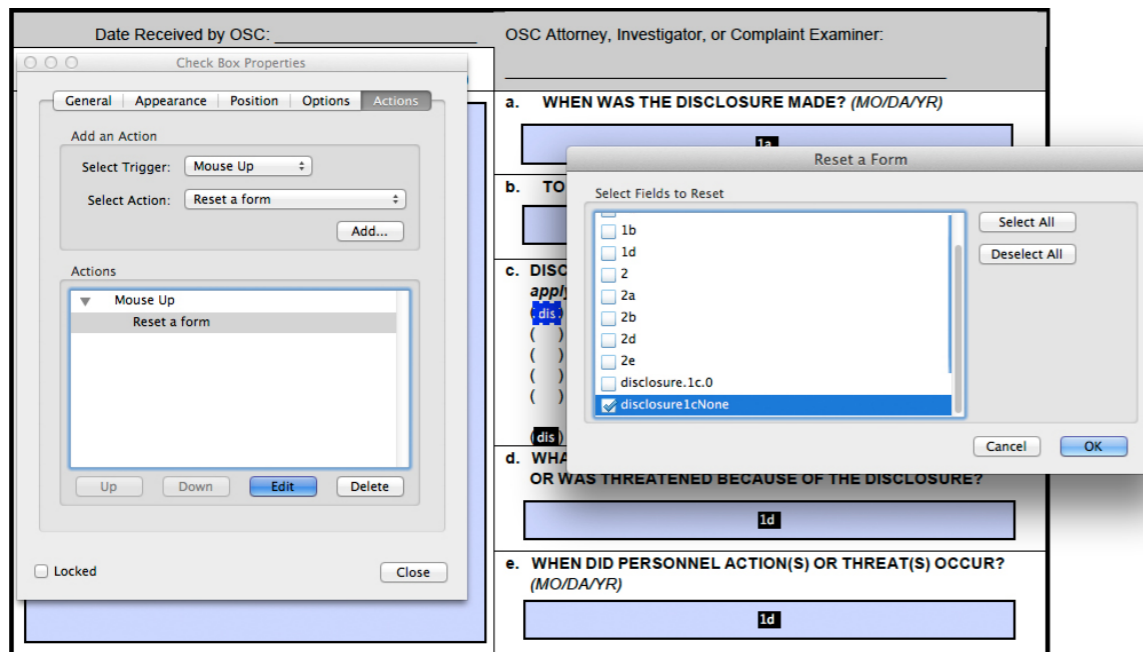 Date Received by OSC:
OSC Attorney, Investigator, or Complaint Examiner:
Check Box Properties
General
Appearance
Position
Options
Actions
Add an Action
Select Trigger:
Mouse Up
Select Action:
Reset a form
Add...
Actions
Mouse Up
Reset a form
Up
Down
Edit
Delete
Locked
Close
a. WHEN WAS THE DISCLOSURE MADE? (MO/DA/YR)
1a
b. TO
c. DISC
apply
( dis )
( )
( )
( )
( )
(dis )
d. WHA
OR WAS THREATENED BECAUSE OF THE DISCLOSURE?
1d
e. WHEN DID PERSONNEL ACTION(S) OR THREAT(S) OCCUR?
(MO/DA/YR)
1d
Reset a Form
Select Fields to Reset
1b
1d
2
2a
2b
2d
2e
disclosure.1c.0
disclosure1cNone
Select All
Deselect All
Cancel
OK